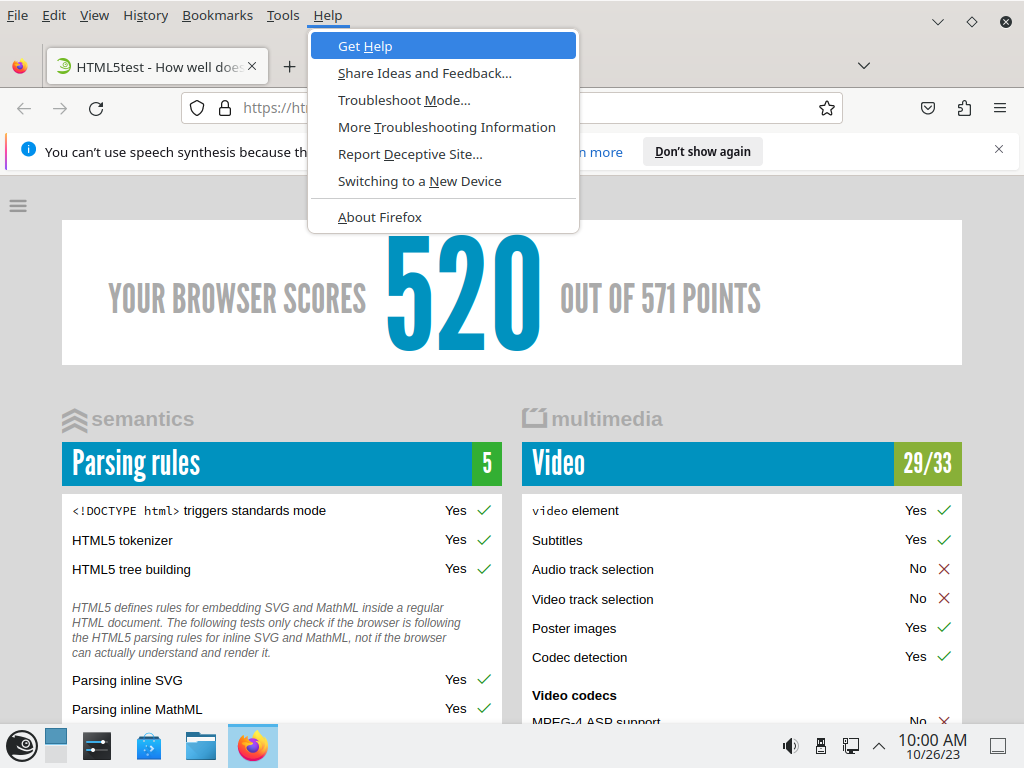 File Edit View History Bookmarks Tools Help
Get Help
Share Ideas and Feedback...
Troubleshoot Mode...
More Troubleshooting Information
Report Deceptive Site...
Switching to a New Device
About Firefox
HTML5test - How well does
https://
You can't use speech synthesis because th
more
Don't show again
YOUR BROWSER SCORES 520 OUT OF 571 POINTS
semantics
Parsing rules 5
<!DOCTYPE html> triggers standards mode Yes
HTML5 tokenizer Yes
HTML5 tree building Yes
HTML5 defines rules for embedding SVG and MathML inside a regular
HTML document. The following tests only check if the browser is following
the HTML5 parsing rules for inline SVG and MathML, not if the browser
can actually understand and render it.
Parsing inline SVG Yes
Parsing inline MathML Yes
multimedia
Video 29/33
video element Yes
Subtitles Yes
Audio track selection No
Video track selection No
Poster images Yes
Codec detection Yes
Video codecs
MPEG-4 ASP support No
10:00 AM
10/26/23